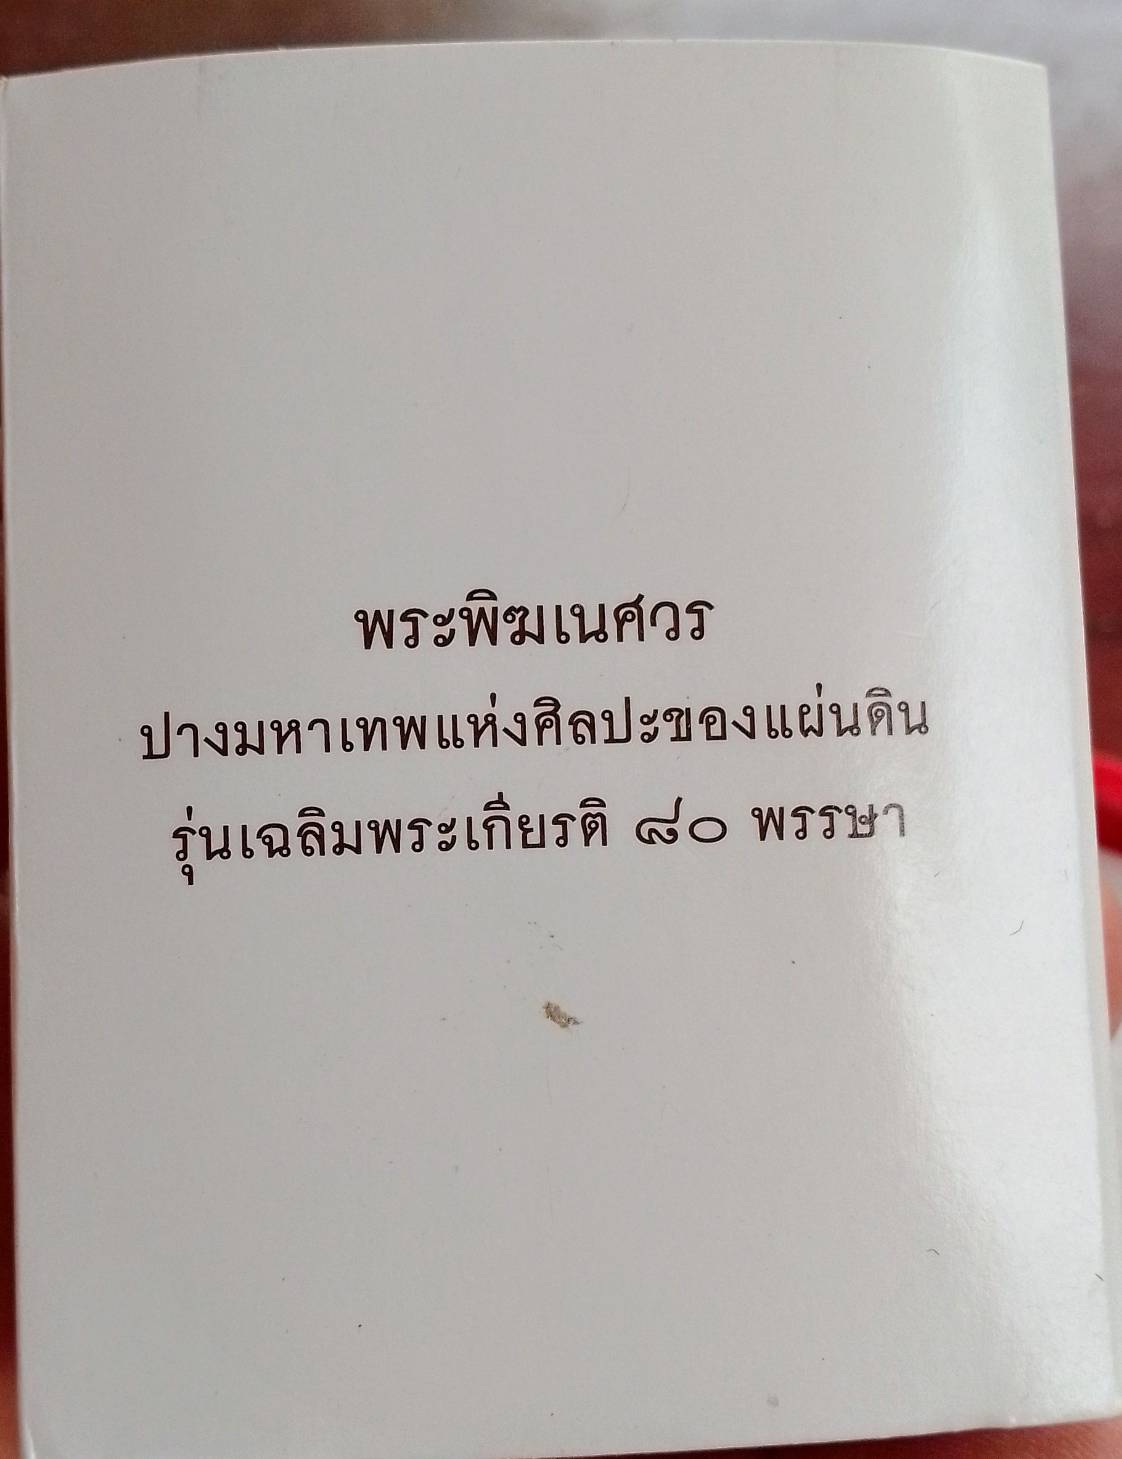 พระพิฆเนศวร
ปางมหาเทพแห่งศิลปะของแผ่นดิน
รุ่นเฉลิมพระเกียรติ ๘๐ พรรษา